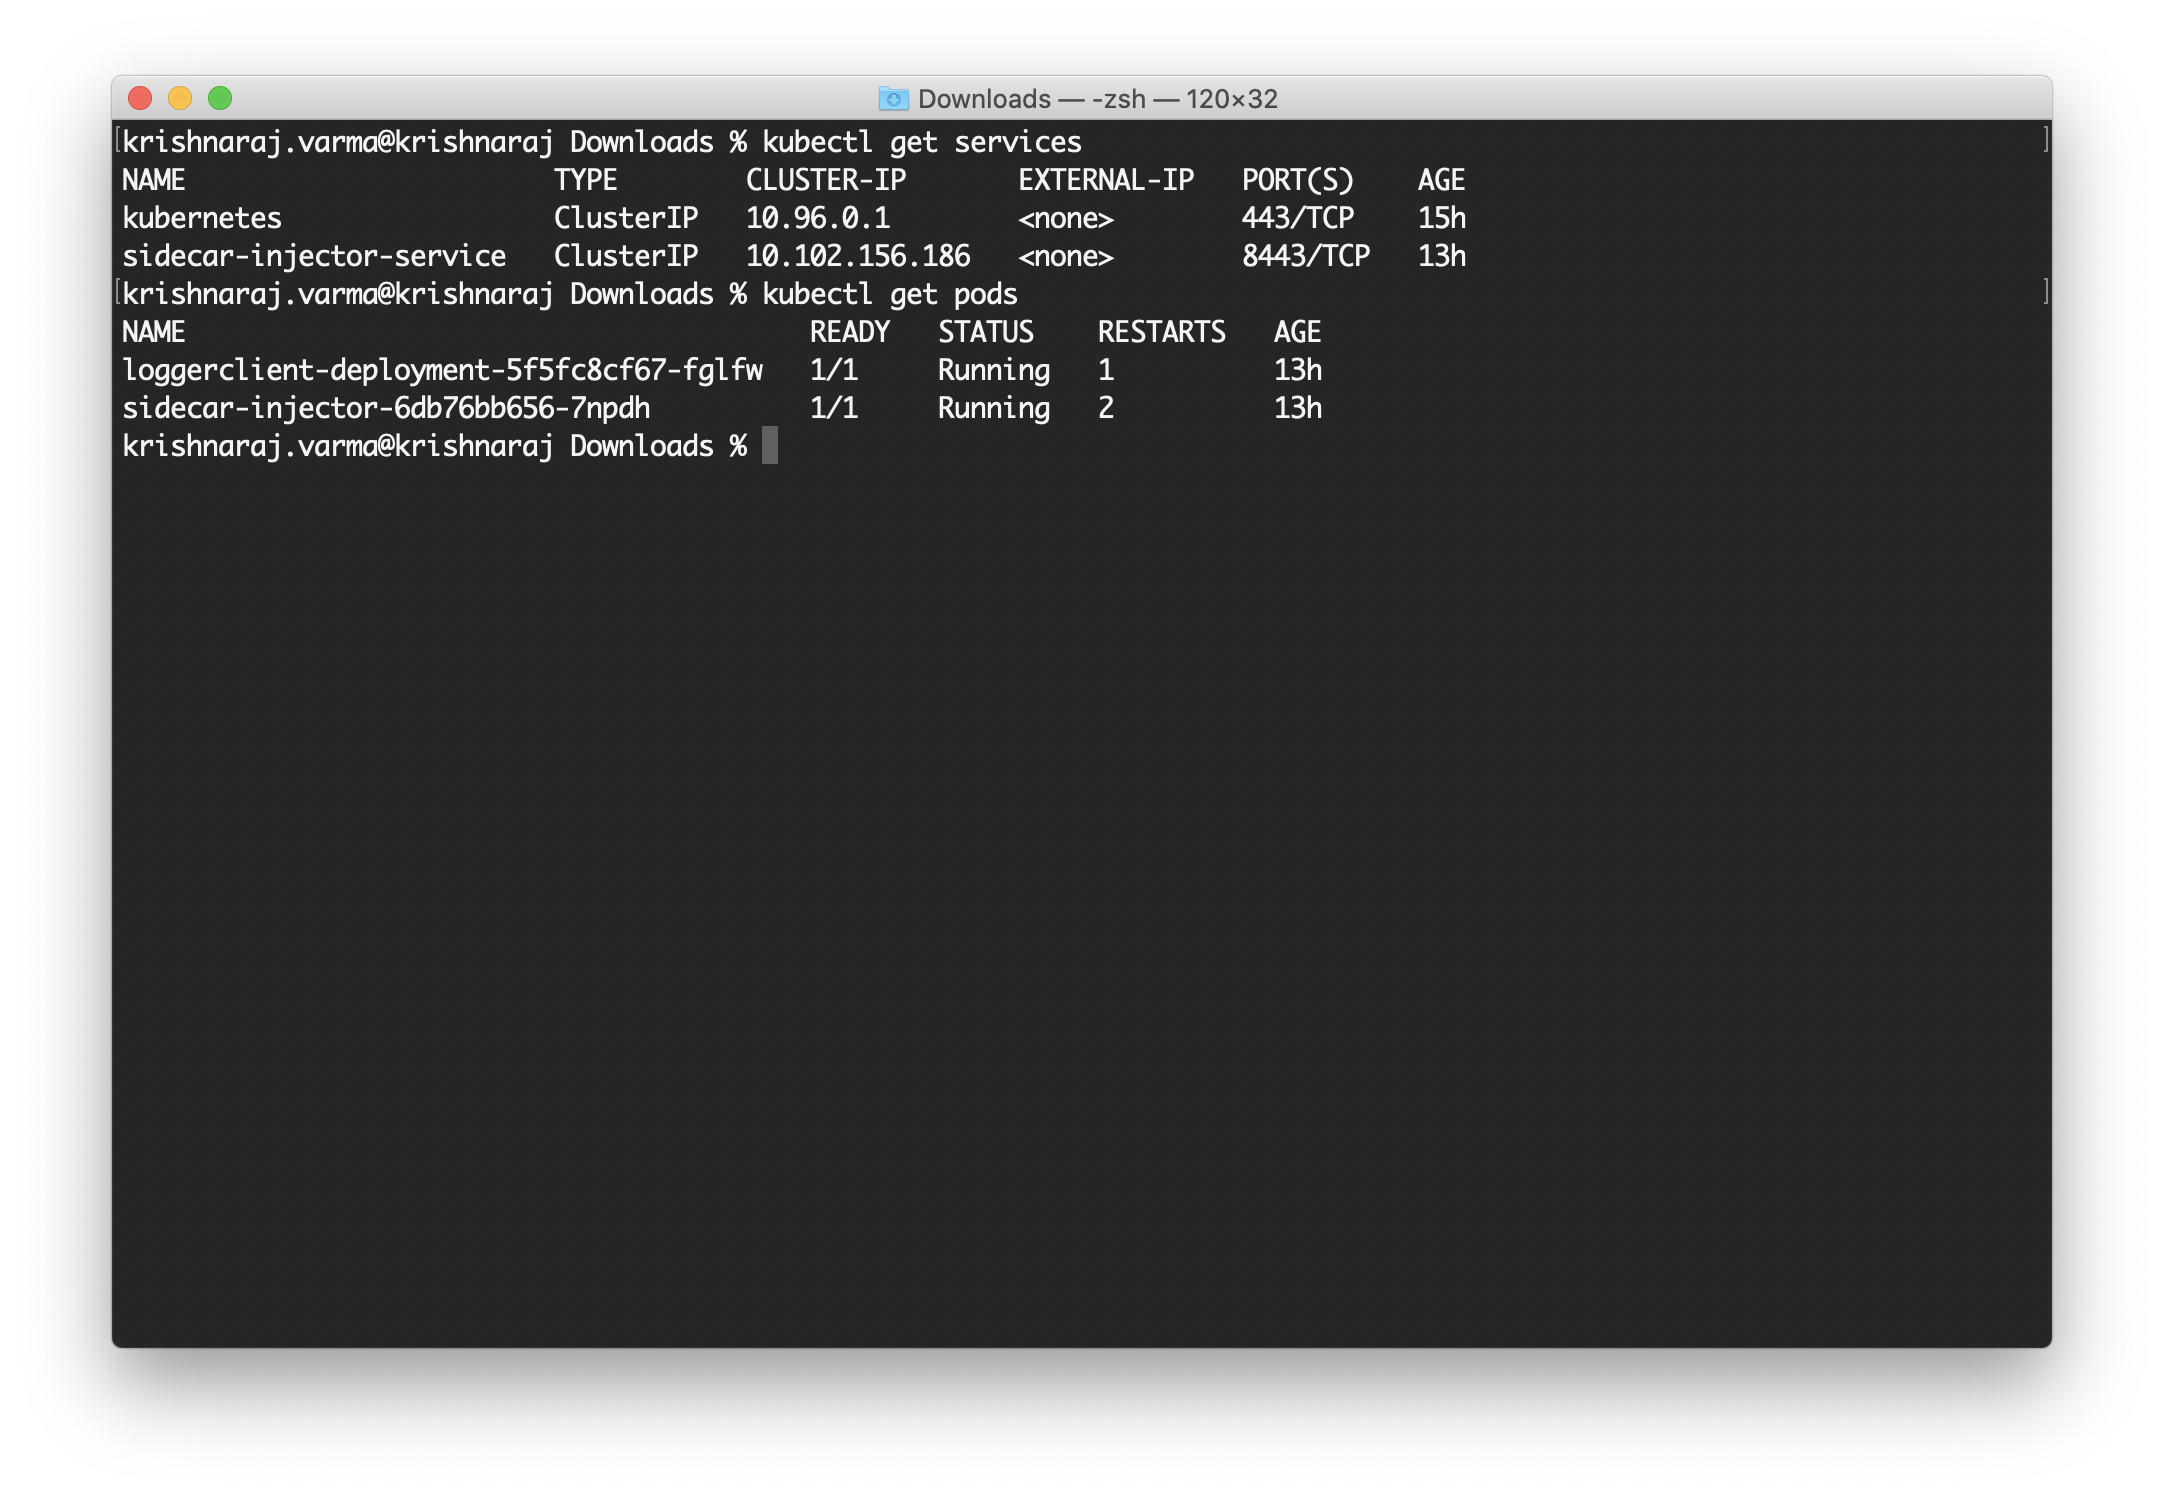 Downloads — -zsh — 120×32
krishnaraj.varma@krishnaraj Downloads % kubectl get services
NAME                       TYPE        CLUSTER-IP       EXTERNAL-IP   PORT(S)    AGE
kubernetes                 ClusterIP   10.96.0.1        <none>        443/TCP    15h
sidecar-injector-service   ClusterIP   10.102.156.186   <none>        8443/TCP   13h
krishnaraj.varma@krishnaraj Downloads % kubectl get pods
NAME                                       READY   STATUS    RESTARTS   AGE
loggerclient-deployment-5f5fc8cf67-fglfw   1/1     Running   1          13h
sidecar-injector-6db76bb656-7npdh          1/1     Running   2          13h
krishnaraj.varma@krishnaraj Downloads %